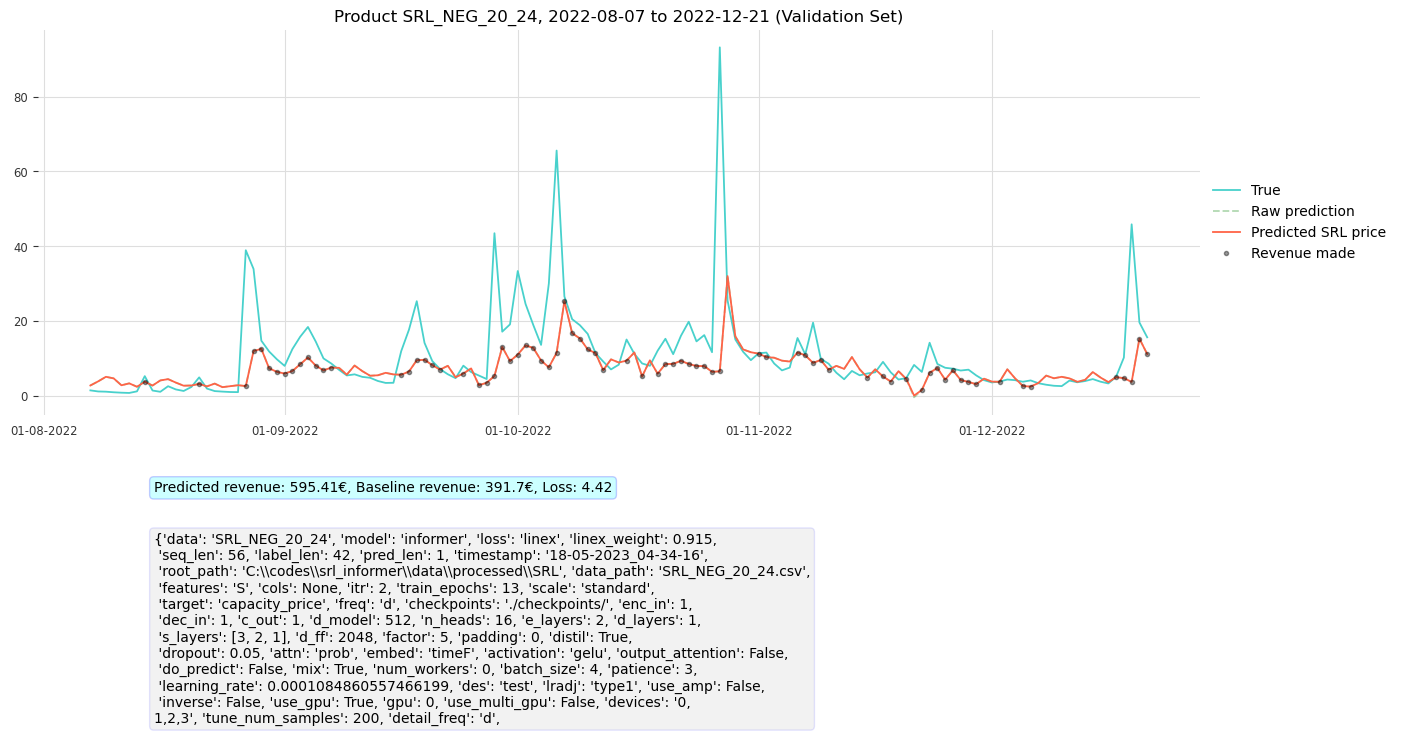 Product SRL_NEG_20_24, 2022-08-07 to 2022-12-21 (Validation Set)
80
60
40
20
0
01-08-2022 01-09-2022 01-10-2022 01-11-2022 01-12-2022
True
Raw prediction
Predicted SRL price
Revenue made
Predicted revenue: 595.41€, Baseline revenue: 391.7€, Loss: 4.42
{'data': 'SRL_NEG_20_24', 'model': 'informer', 'loss': 'linex', 'linex_weight': 0.915,
'seq_len': 56, 'label_len': 42, 'pred_len': 1, 'timestamp': '18-05-2023_04-34-16',
'root_path': 'C:\\codes\\srl_informer\\data\\processed\\SRL', 'data_path': 'SRL_NEG_20_24.csv',
'features': 'S', 'cols': None, 'itr': 2, 'train_epochs': 13, 'scale': 'standard',
'target': 'capacity_price', 'freq': 'd', 'checkpoints': './checkpoints/', 'enc_in': 1,
'dec_in': 1, 'c_out': 1, 'd_model': 512, 'n_heads': 16, 'e_layers': 2, 'd_layers': 1,
's_layers': [3, 2, 1], 'd_ff': 2048, 'factor': 5, 'padding': 0, 'distil': True,
'dropout': 0.05, 'attn': 'prob', 'embed': 'timeF', 'activation': 'gelu', 'output_attention': False,
'do_predict': False, 'mix': True, 'num_workers': 0, 'batch_size': 4, 'patience': 3,
'learning_rate': 0.0001084860557466199, 'des': 'test', 'lradj': 'type1', 'use_amp': False,
'inverse': False, 'use_gpu': True, 'gpu': 0, 'use_multi_gpu': False, 'devices': '0,
1,2,3', 'tune_num_samples': 200, 'detail_freq': 'd',